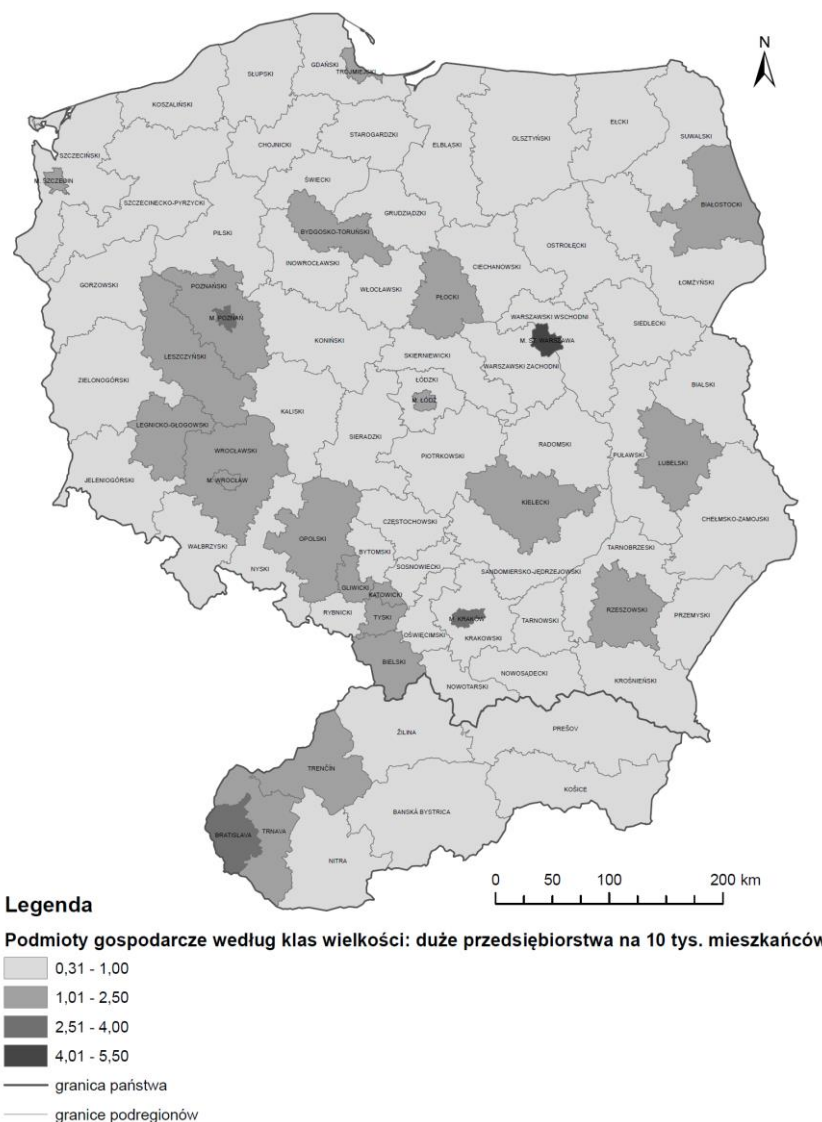 N
GDAŃSKI
TRÓJMIEJSKI
SŁUPSKI
KOSZALIŃSKI
STAROGARDZKI
CHOJNICKI
ELBLĄSKI
OLSZTYŃSKI
EŁCKI
SUWALSKI
SZCZECIŃSKI
M. SZCZECIN
ŚWIECKI
SZCZECINECKO-PYRZYCKI
BIAŁOSTOCKI
GRUDZIĄDZKI
PILSKI
BYDGOSKO-TORUŃSKI
OSTROŁĘCKI
INOWROCŁAWSKI
CIECHANOWSKI
ŁOMŻYŃSKI
GORZOWSKI
POZNAŃSKI
WŁOCŁAWSKI
PŁOCKI
M. POZNAŃ
WARSZAWSKI WSCHODNI
SIEDLECKI
KONIŃSKI
M. ST. WARSZAWA
SKIERNIEWICKI
LESZCZYŃSKI
WARSZAWSKI ZACHODNI
ZIELONOGÓRSKI
ŁÓDZKI
BIALSKI
M. ŁÓDŹ
KALISKI
LEGNICKO-GŁOGOWSKI
SIERADZKI
RADOMSKI
WROCŁAWSKI
PIOTRKOWSKI
PUŁAWSKI
LUBELSKI
M. WROCŁAW
JELENIOGÓRSKI
KIELECKI
CHEŁMSKO-ZAMOJSKI
CZĘSTOCHOWSKI
OPOLSKI
WAŁBRZYSKI
BYTOMSKI
TARNOBRZESKI
NYSKI
SOSNOWIECKI
SANDOMIERSKO-JĘDRZEJOWSKI
GLIWICKI
KATOWICKI
RYBNICKI
TYSKI
M. KRAKÓW
RZESZOWSKI
PRZEMYSKI
OŚWIĘCIMSKI
KRAKOWSKI
TARNOWSKI
BIELSKI
NOWOSĄDECKI
KROŚNIEŃSKI
NOWOTARSKI
ŽILINA
PREŠOV
TRENČÍN
KOŠICE
BANSKÁ BYSTRICA
BRATISLAVA
TRNAVA
NITRA
0 50 100 200 km
Legenda
Podmioty gospodarcze według klas wielkości: duże przedsiębiorstwa na 10 tys. mieszkańców
0,31 - 1,00
1,01 - 2,50
2,51 - 4,00
4,01 - 5,50
granica państwa
granice podregionów